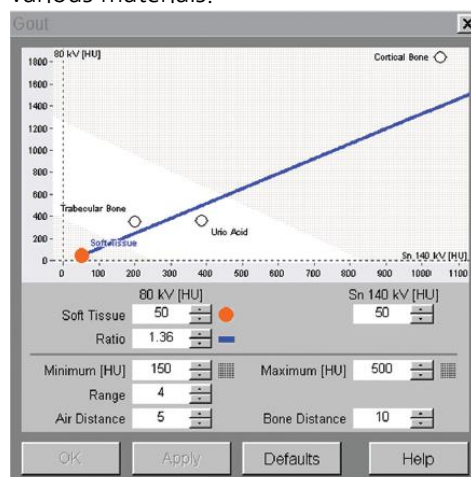 various materials.
Gout
80 kV [HU]
1800
1600
1400
1200
1000
800
600
400
200
0
Cortical Bone
Trabecular Bone
Uric Acid
Soft Tissue
Sn 140 kV [HU]
0 100 200 300 400 500 600 700 800 900 1000 1100
80 kV [HU] Sn 140 kV [HU]
Soft Tissue 50 50
Ratio 1.36
Minimum [HU] 150 Maximum [HU] 500
Range 4
Air Distance 5 Bone Distance 10
OK Apply Defaults Help